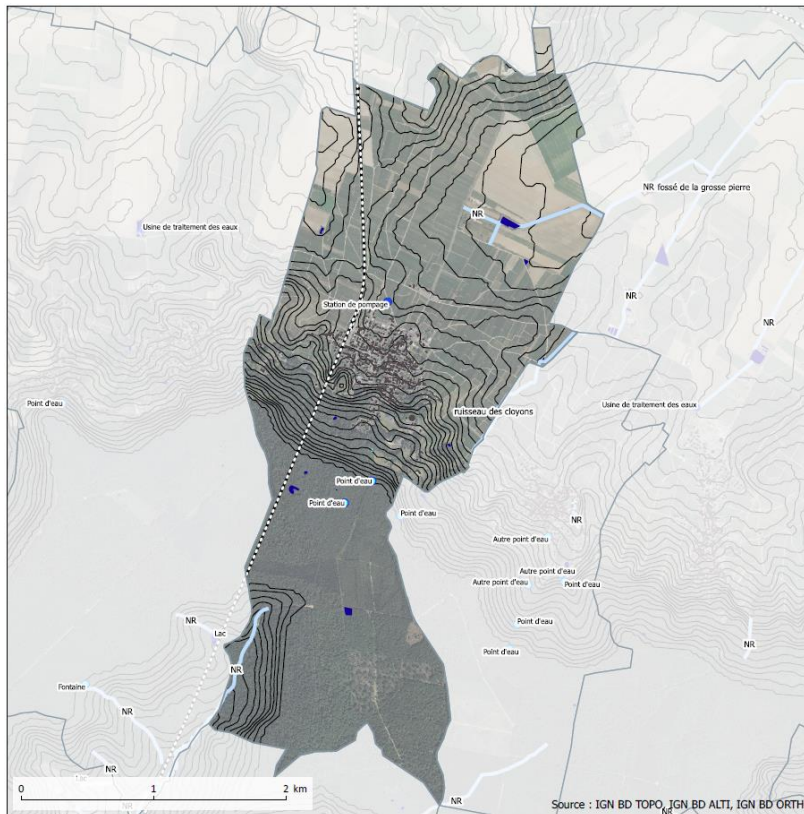 NR fossé de la grosse pierre
NR
Usine de traitement des eaux
NR
Station de pompage
NR
Point d'eau
Usine de traitement des eaux
ruisseau des cloyons
Point d'eau
Point d'eau
Point d'eau
NR
Autre point d'eau
Autre point d'eau
Autre point d'eau
Point d'eau
NR
Lac
Point d'eau
NR
Point d'eau
NR
Fontaine
NR
Lac
0 1 2 km
NR
NR
NR
Source : IGN BD TOPO, IGN BD ALTI, IGN BD ORTH